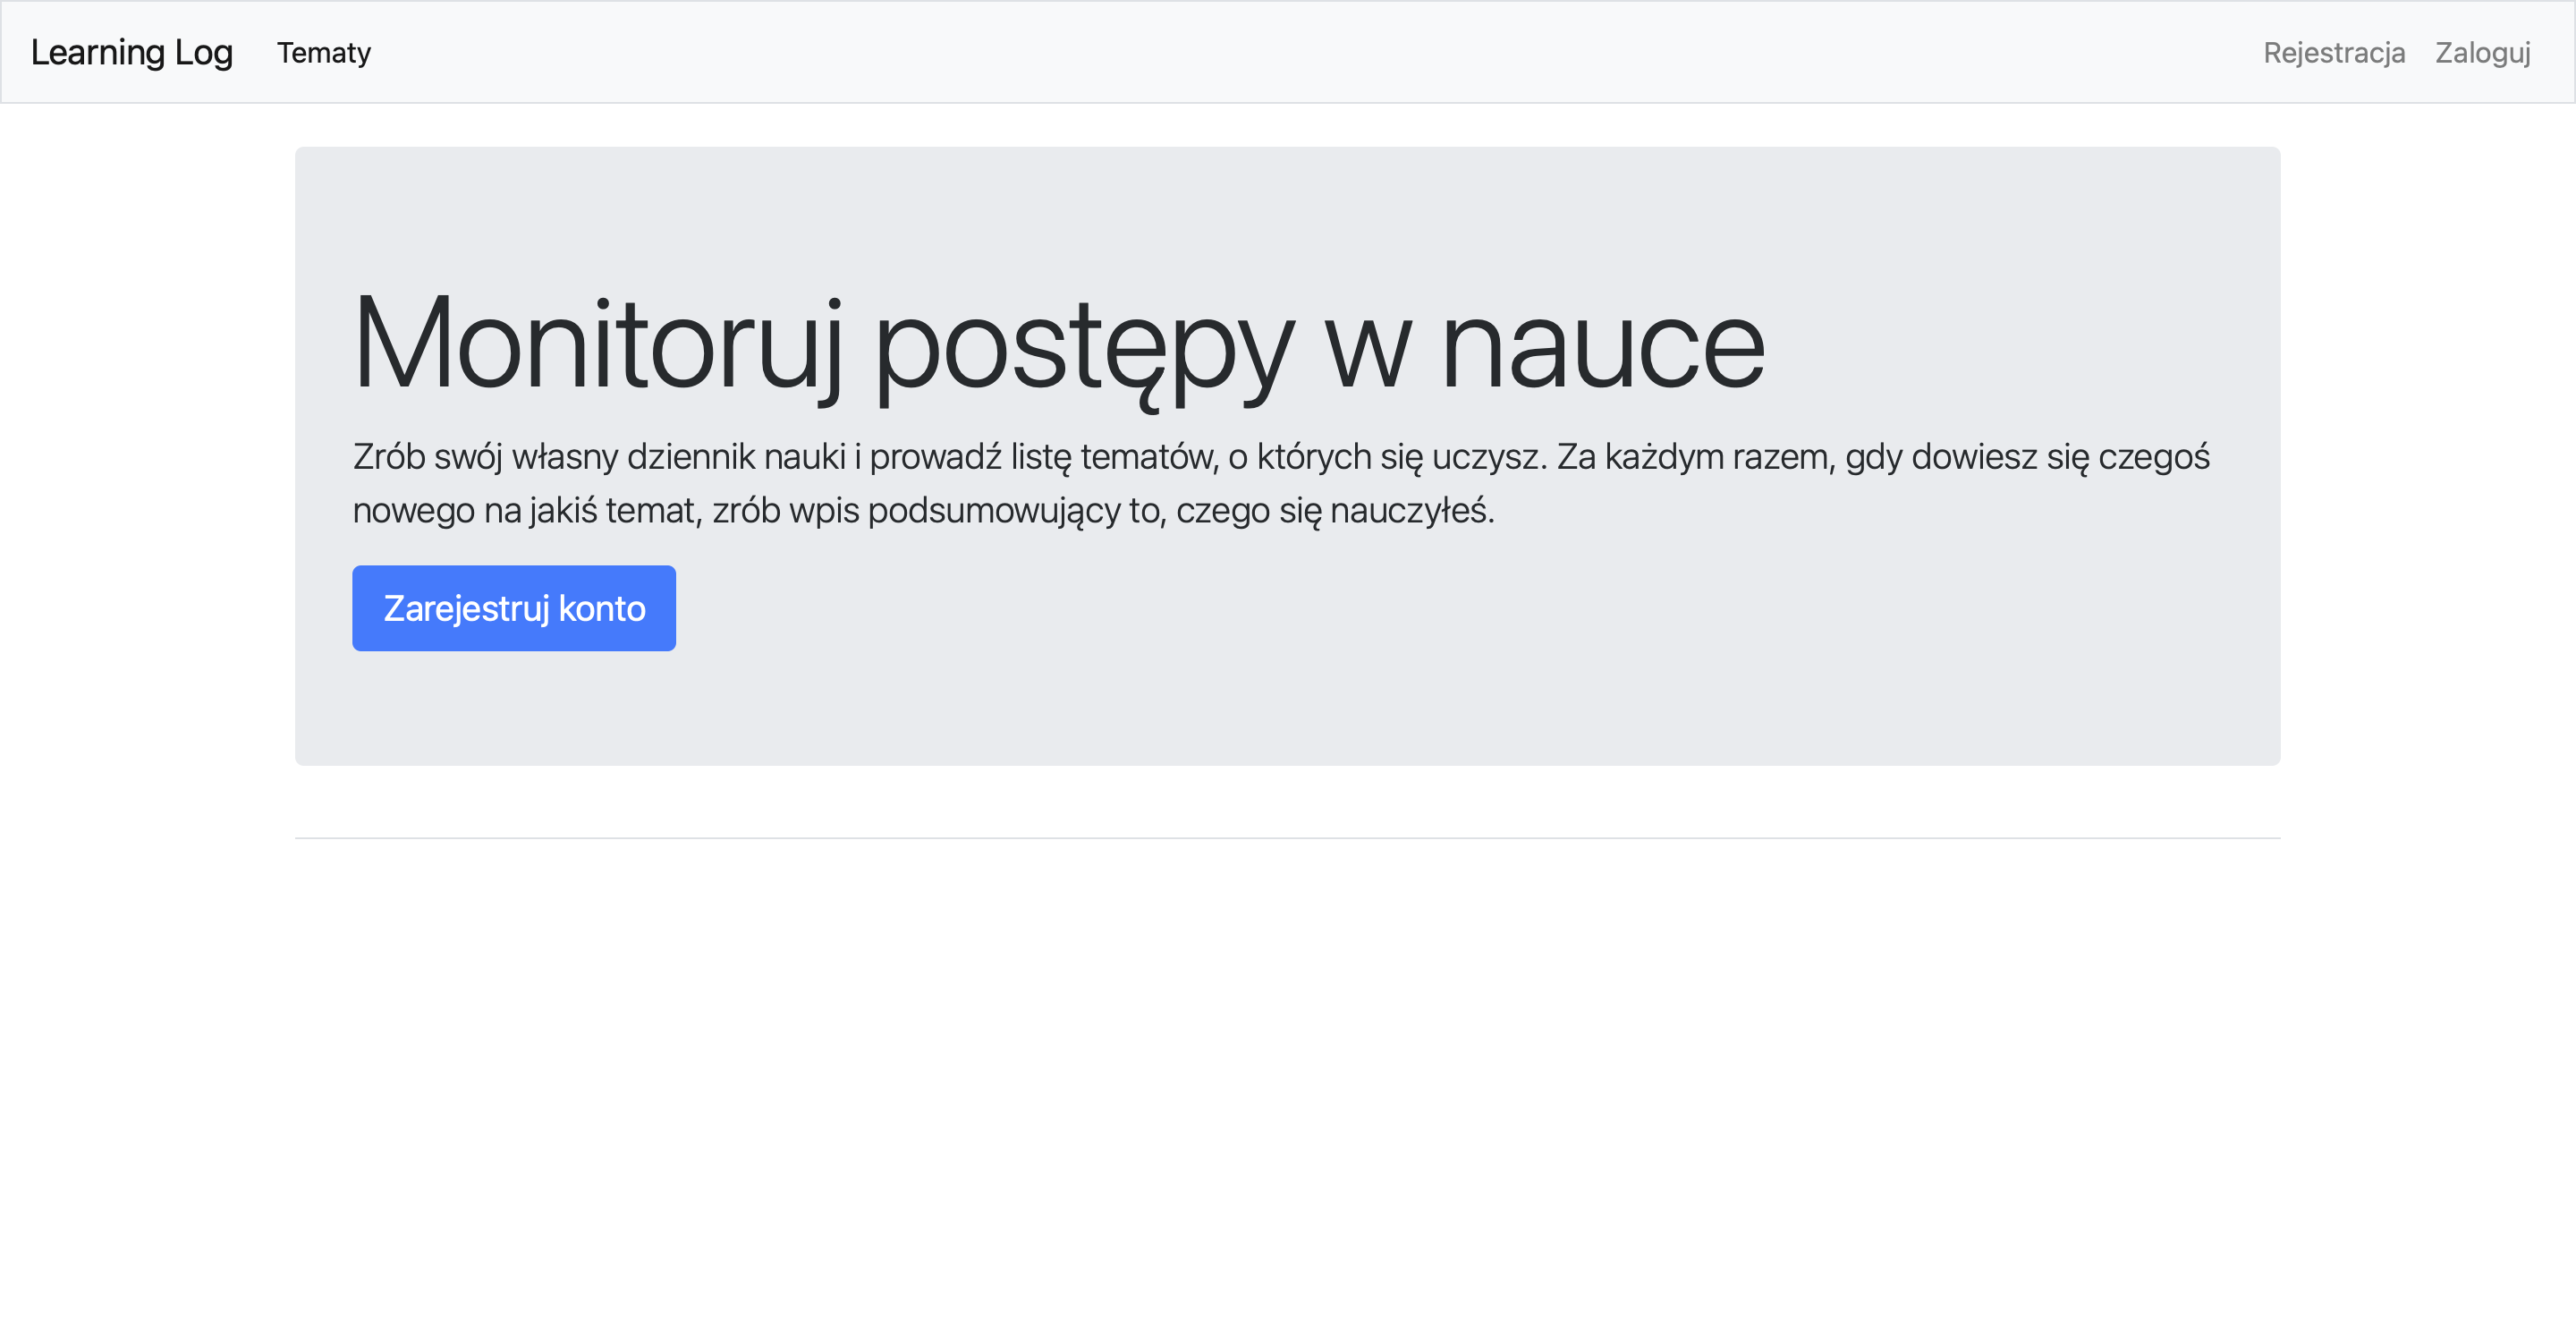 Learning Log Tematy Rejestracja Zaloguj
Monitoruj postępy w nauce
Zrób swój własny dziennik nauki i prowadź listę tematów, o których się uczysz. Za każdym razem, gdy dowiesz się czegoś
nowego na jakiś temat, zrób wpis podsumowujący to, czego się nauczyłeś.
Zarejestruj konto